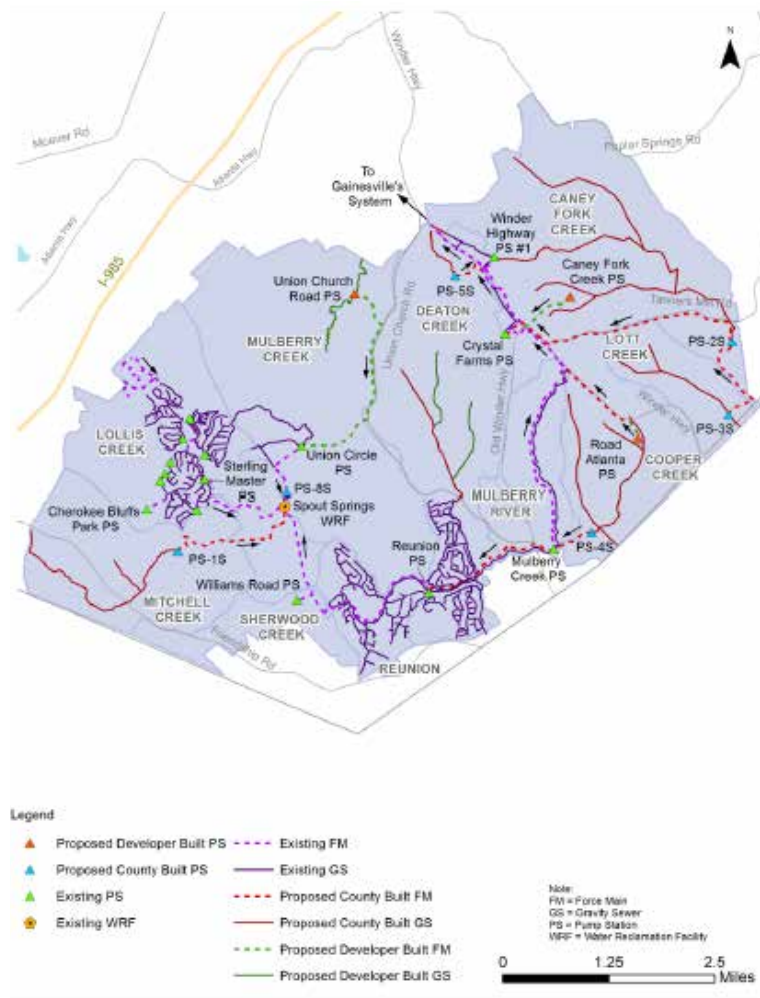 N
Winder Hwy
Mcever Rd
Atlanta Hwy
Atlanta Hwy
I-985
Poplar Springs Rd
To
Gainesville's
System
CANEY
FORK
CREEK
Winder
Highway
PS #1
Caney Fork
Creek PS
Union Church
Road PS
PS-5S
DEATON
CREEK
Tanners Mill Rd
Union Church Rd
MULBERRY
CREEK
Crystal
Farms PS
LOTT
CREEK
PS-2S
Old Winder Hwy
Winder Hwy
PS-3S
LOLLIS
CREEK
Union Circle
PS
Road
Atlanta
PS
COOPER
CREEK
Sterling
Master
PS
PS-8S
Spout Springs
WRF
MULBERRY
RIVER
Cherokee Bluffs
Park PS
PS-1S
Reunion
PS
PS-4S
Mulberry
Creek PS
Williams Road PS
MITCHELL
CREEK
SHERWOOD
CREEK
Friendship Rd
REUNION
Legend
Proposed Developer Built PS
Proposed County Built PS
Existing PS
Existing WRF
Existing FM
Existing GS
Proposed County Built FM
Proposed County Built GS
Proposed Developer Built FM
Proposed Developer Built GS
Note:
FM = Force Main
GS = Gravity Sewer
PS = Pump Station
WRF = Water Reclamation Facility
0 1.25 2.5
Miles